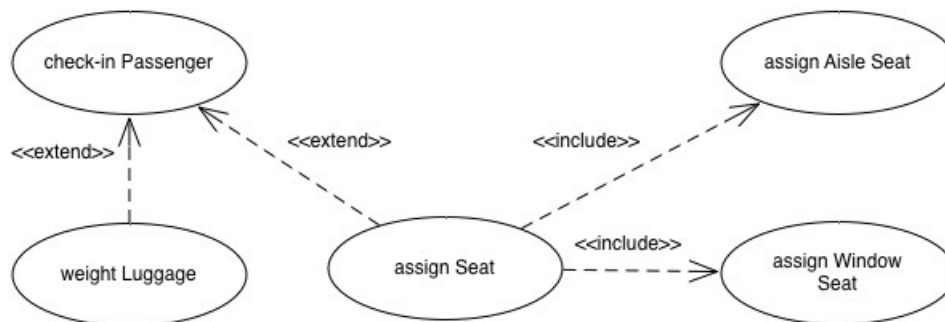 check-in Passenger
assign Aisle Seat
<<extend>>
<<extend>>
<<include>>
weight Luggage
assign Seat
<<include>>
assign Window
Seat